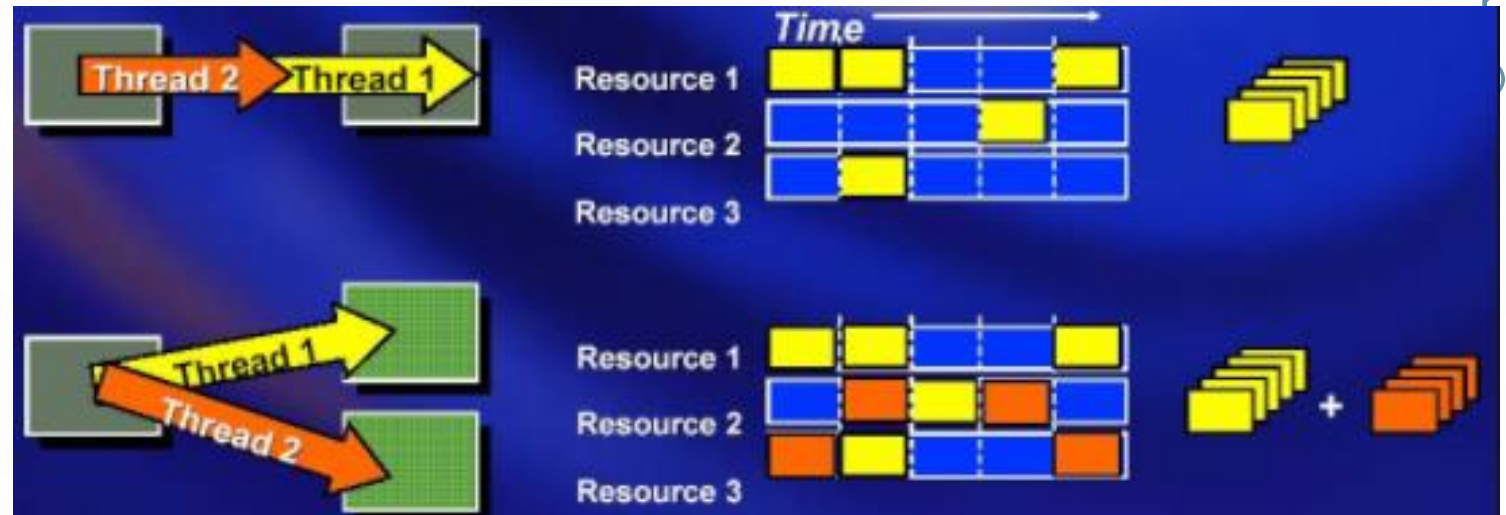 Time
Thread 2 Thread 1
Resource 1
Resource 2
Resource 3
Thread 1
Thread 2
Resource 1
Resource 2
+
Resource 3